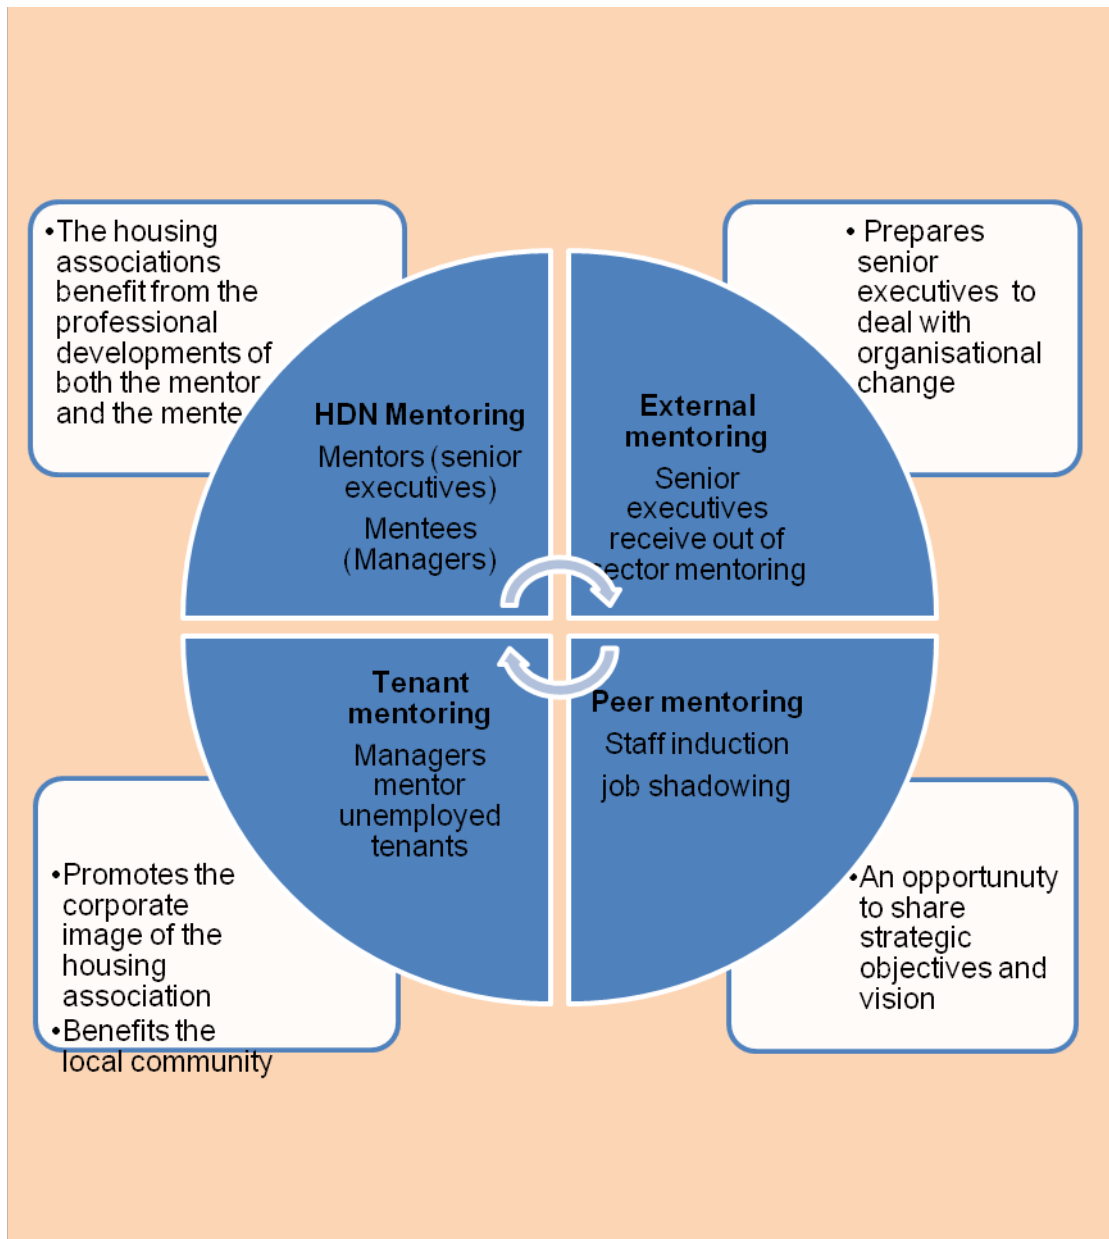 •The housing
associations
benefit from the
professional
developments of
both the mentor
and the mente
HDN Mentoring
Mentors (senior
executives)
Mentees
(Managers)
External
mentoring
Senior
executives
receive out of
sector mentoring
• Prepares
senior
executives to
deal with
organisational
change
Tenant
mentoring
Managers
mentor
unemployed
tenants
•Promotes the
corporate
image of the
housing
association
•Benefits the
local community
Peer mentoring
Staff induction
job shadowing
•An opportunuty
to share
strategic
objectives and
vision